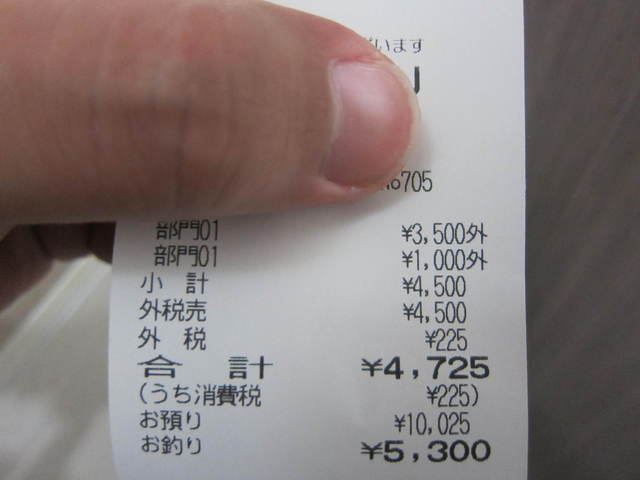 ざいます
705
部門01 ¥3,500外
部門01 ¥1,000外
小 計 ¥4,500
外税売 ¥4,500
外 税 ¥225
合 計 ¥4,725
(うち消費税 ¥225)
お預り ¥10,025
お釣り ¥5,300